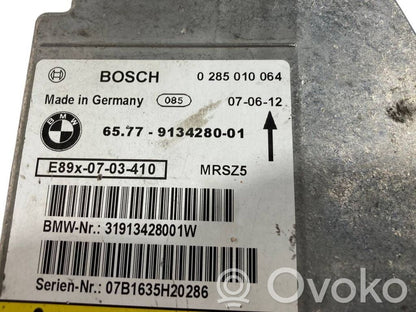 BOSCH 0 285 010 064
Made in Germany 085 07-06-12
BMW 65.77 - 9134280-01
E89x-07-03-410 MRSZ5
BMW-Nr.: 31913428001W
Serien-Nr.: 07B1635H20286
Ovoko